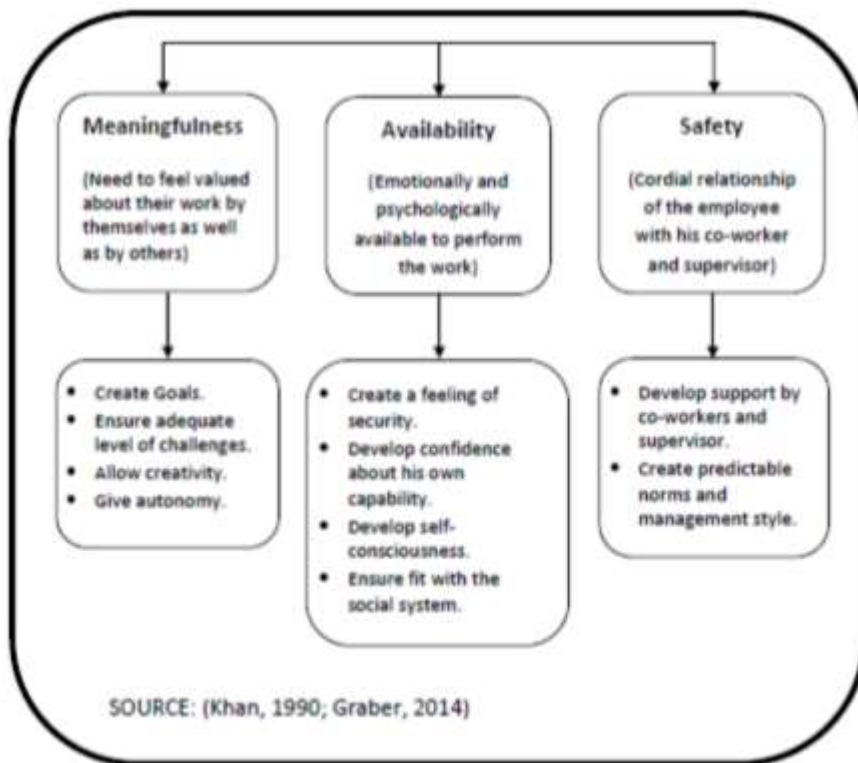 Meaningfulness
(Need to feel valued
about their work by
themselves as well
as by others)
Availability
(Emotionally and
psychologically
available to perform
the work)
Safety
(Cordial relationship
of the employee
with his co-worker
and supervisor)
• Create Goals.
• Ensure adequate
level of challenges.
• Allow creativity.
• Give autonomy.
• Create a feeling of
security.
• Develop confidence
about his own
capability.
• Develop self-
consciousness.
• Ensure fit with the
social system.
• Develop support by
co-workers and
supervisor.
• Create predictable
norms and
management style.
SOURCE: (Khan, 1990; Graber, 2014)